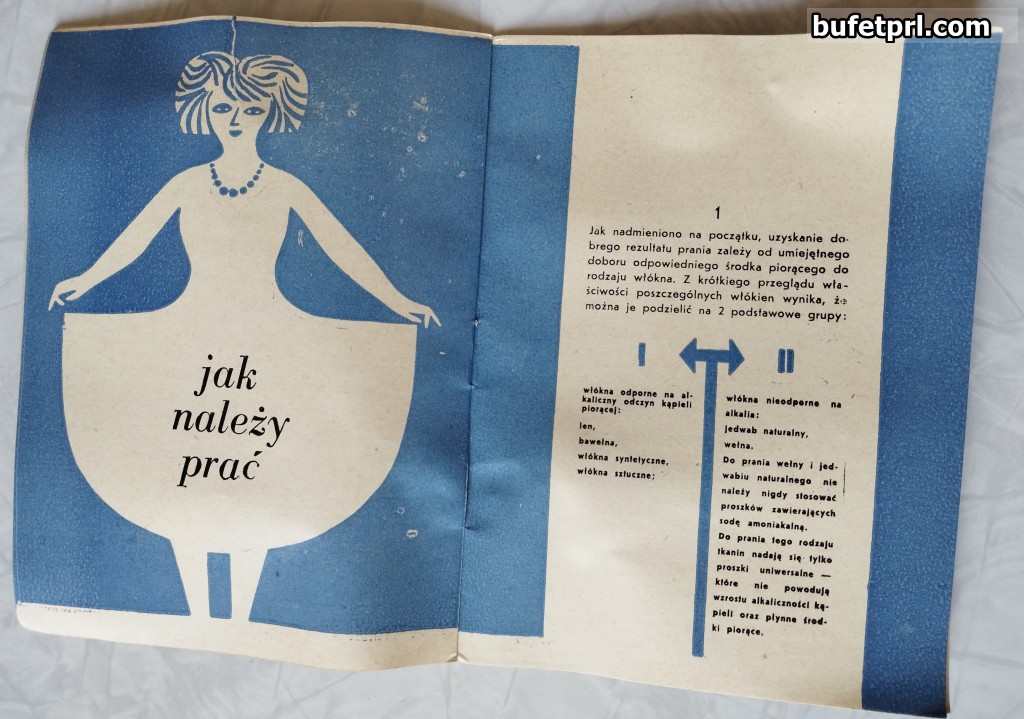 bufetprl.com
jak
należy
prać
1
Jak nadmieniono na początku, uzyskanie do-
brego rezultatu prania zależy od umiejętnego
doboru odpowiedniego środka piorącego do
rodzaju włókna. Z krótkiego przeglądu wła-
ściwości poszczególnych włókien wynika, że
można je podzielić na 2 podstawowe grupy:
I
włókna odporne na al-
kaliczny odczyn kąpieli
piorącej:
len,
bawełna,
włókna syntetyczne,
włókna sztuczne;
II
włókna nieodporne na
alkalia:
jedwab naturalny,
wełna.
Do prania wełny i jed-
wabiu naturalnego nie
należy nigdy stosować
proszków zawierających
sodę amoniakalną.
Do prania tego rodzaju
tkanin nadają się tylko
proszki uniwersalne —
które nie powodują
wzrostu alkaliczności ką-
pieli oraz płynne środ-
ki piorące.